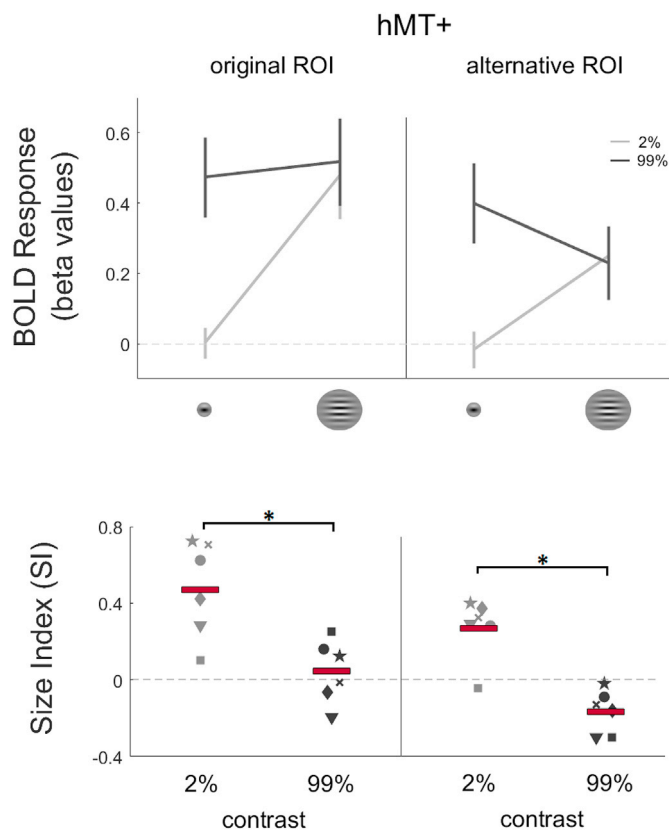 hMT+
original ROI
alternative ROI
BOLD Response
(beta values)
0.6
0.4
0.2
0
2%
99%
Size Index (SI)
0.8
0.4
0
-0.4
*
*
2%
99%
2%
99%
contrast
contrast